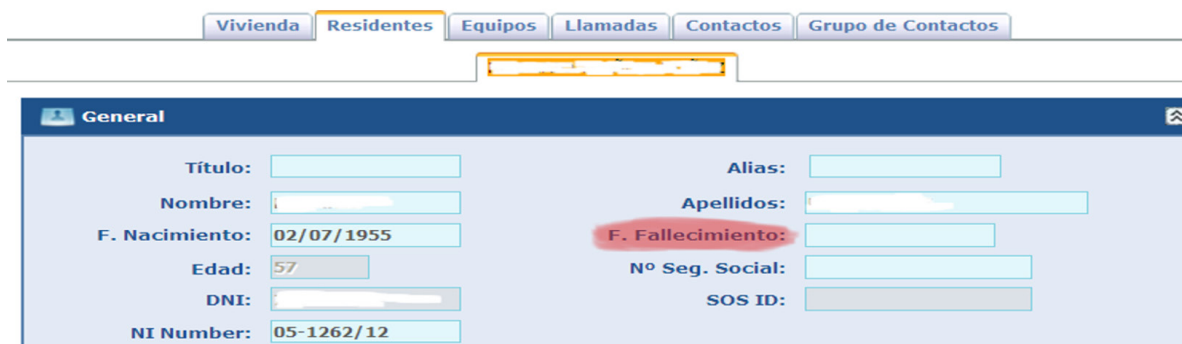 Vivienda Residentes Equipos Llamadas Contactos Grupo de Contactos
General
Título: Alias:
Nombre: Apellidos:
F. Nacimiento: 02/07/1955 F. Fallecimiento:
Edad: 57 Nº Seg. Social:
DNI: SOS ID:
NI Number: 05-1262/12